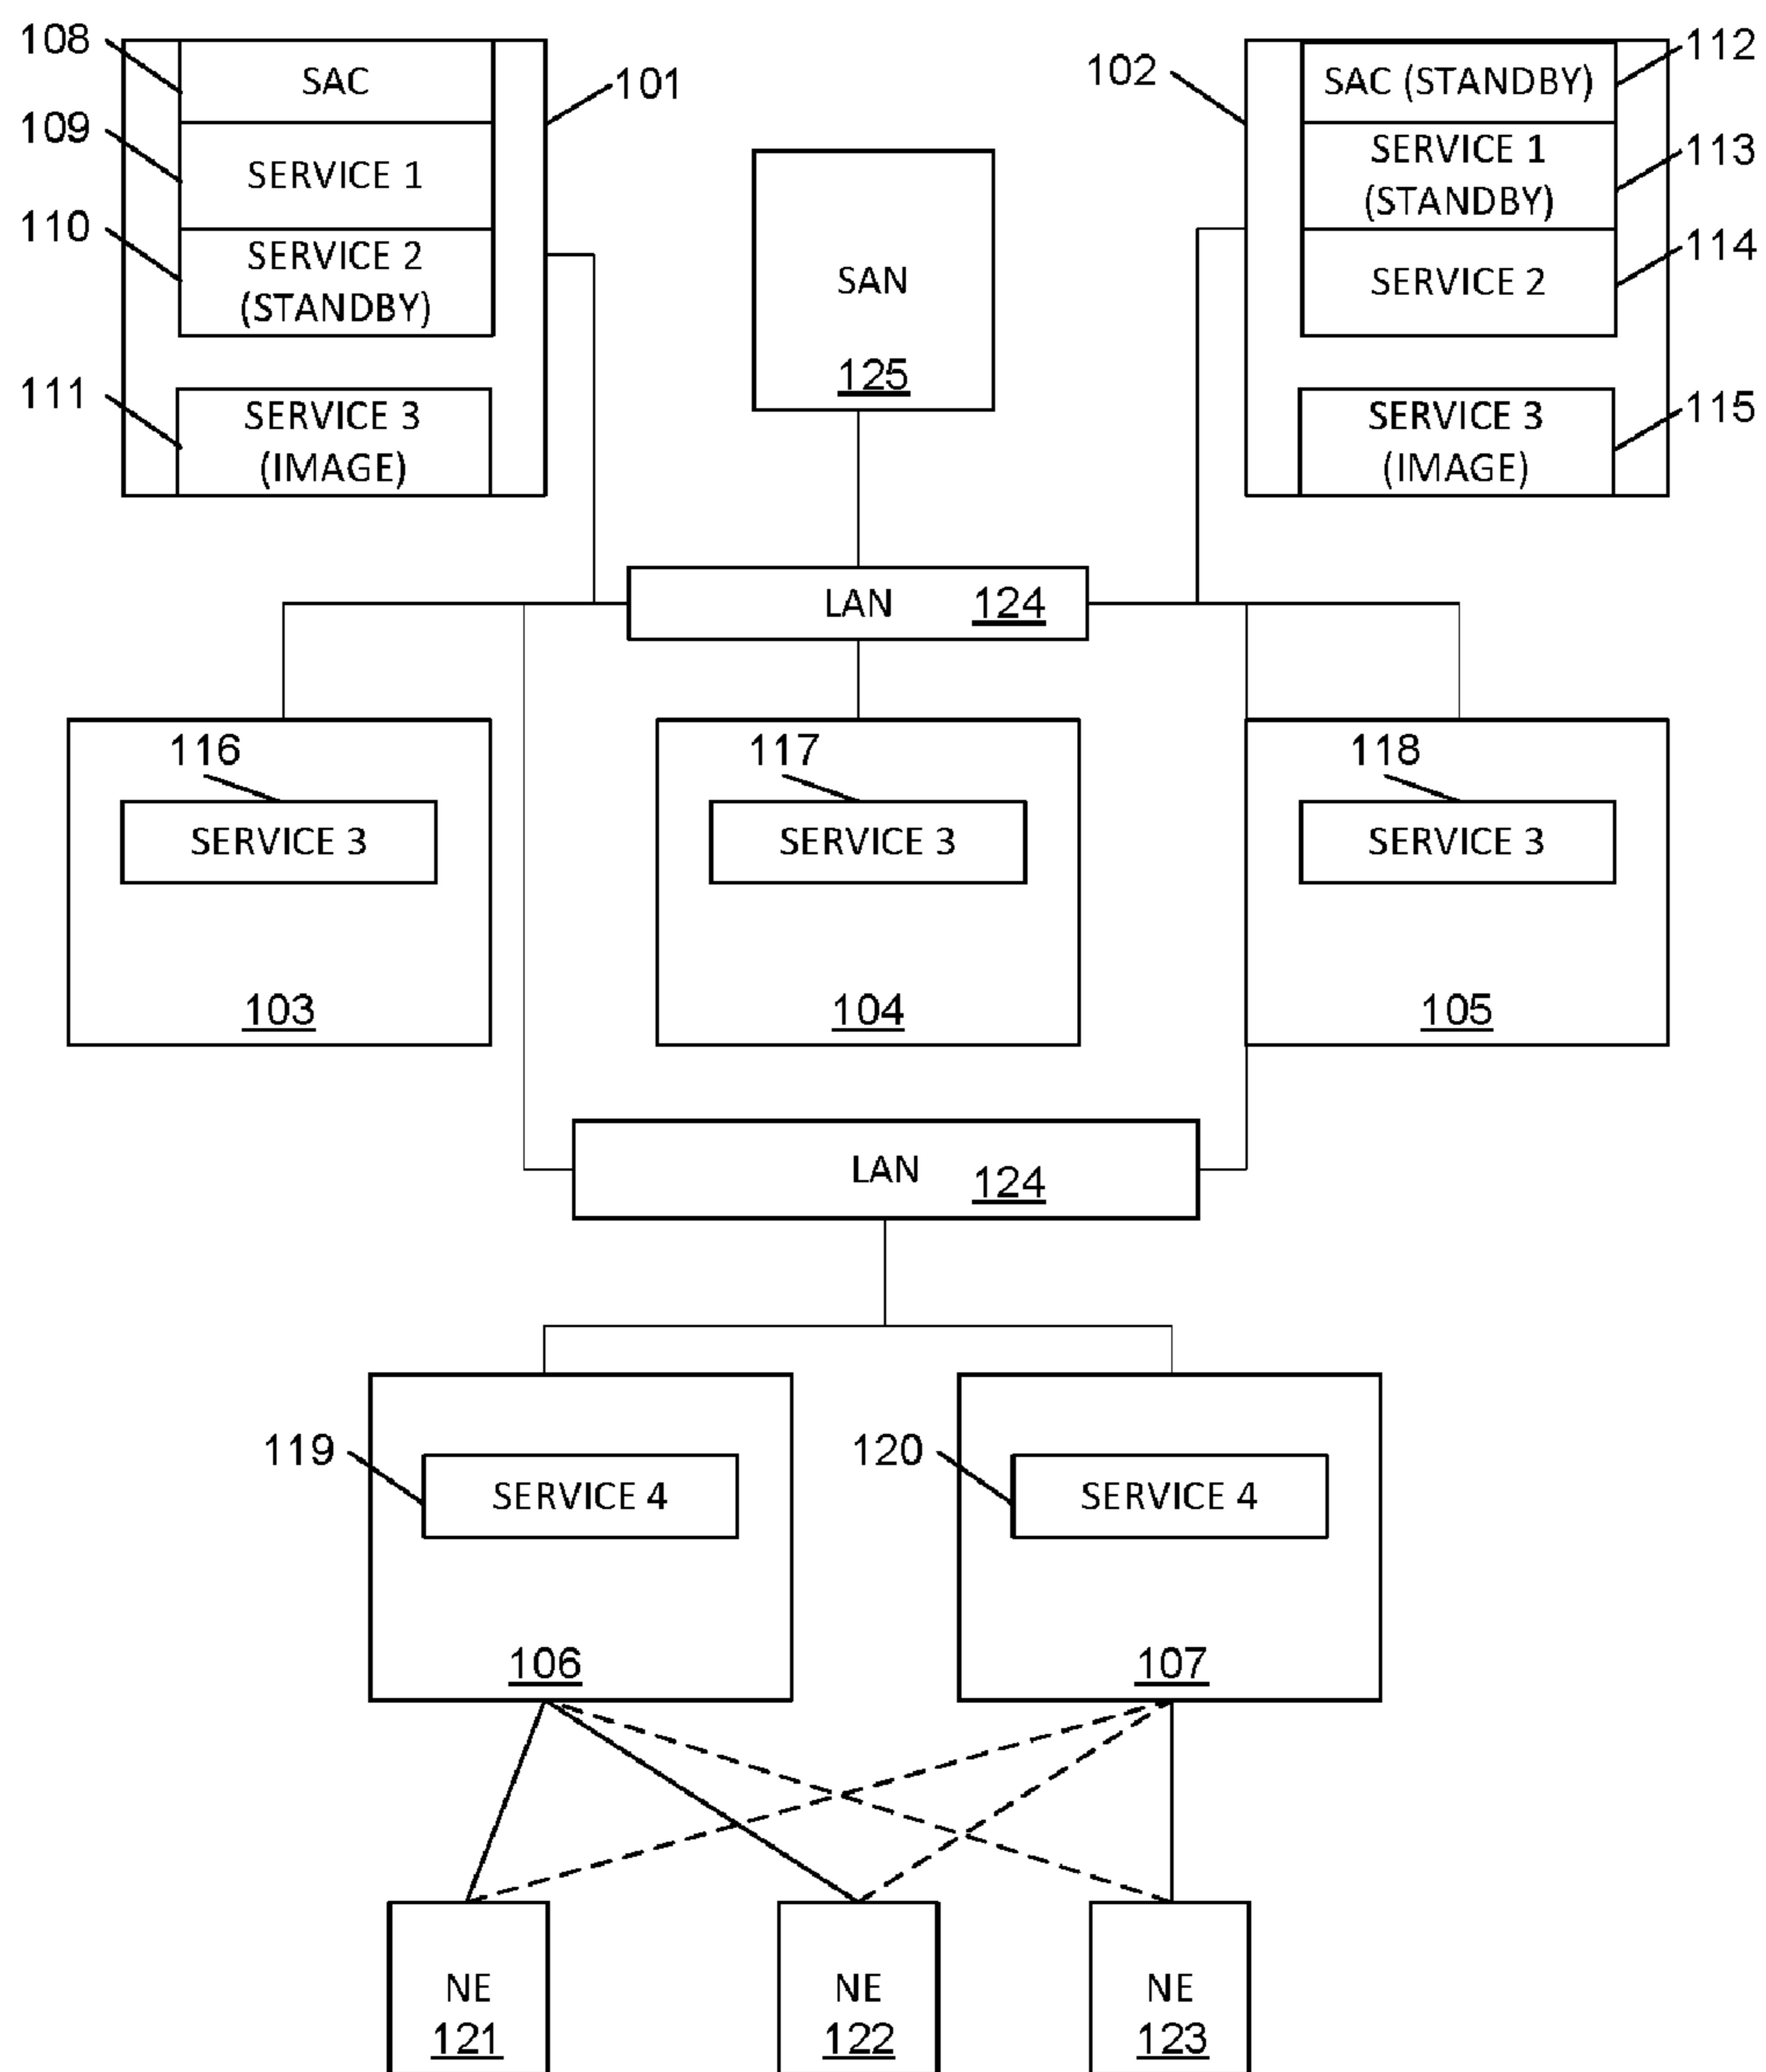 108
SAC
101
102
SAC (STANDBY)
112
109
SERVICE 1
SERVICE 1
(STANDBY)
113
110
SERVICE 2
(STANDBY)
SAN
125
SERVICE 2
114
111
SERVICE 3
(IMAGE)
SERVICE 3
(IMAGE)
115
LAN 124
116
SERVICE 3
103
117
SERVICE 3
104
118
SERVICE 3
105
LAN 124
119
SERVICE 4
106
120
SERVICE 4
107
NE
121
NE
122
NE
123